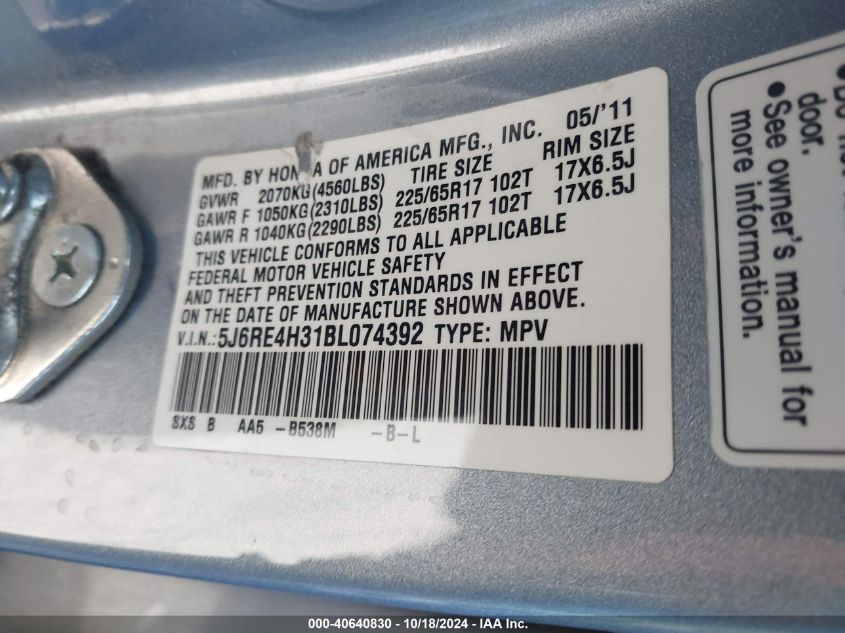 MFD. BY HONDA OF AMERICA MFG., INC. 05/'11
GVWR 2070KG(4560LBS) TIRE SIZE RIM SIZE
GAWR F 1050KG(2310LBS) 225/65R17 102T 17X6.5J
GAWR R 1040KG(2290LBS) 225/65R17 102T 17X6.5J
THIS VEHICLE CONFORMS TO ALL APPLICABLE
FEDERAL MOTOR VEHICLE SAFETY
AND THEFT PREVENTION STANDARDS IN EFFECT
ON THE DATE OF MANUFACTURE SHOWN ABOVE.
V.I.N.:5J6RE4H31BL074392 TYPE: MPV
SXS B AA5 -B538M -B-L
door.
•See owner's manual for
more information.
000-40640830 - 10/18/2024 - IAA Inc.